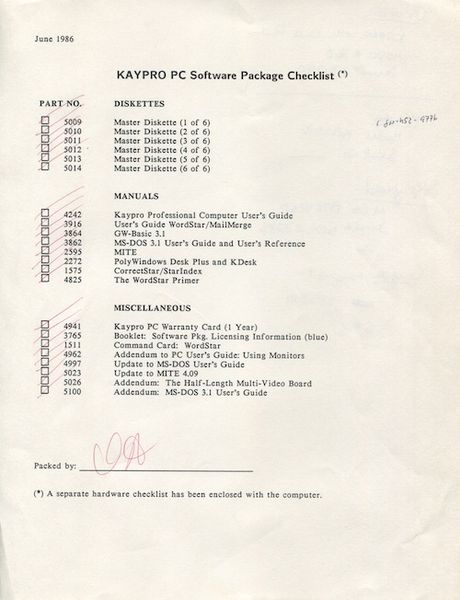 June 1986
KAYPRO PC Software Package Checklist (*)
PART NO. DISKETTES
5009 Master Diskette (1 of 6)
5010 Master Diskette (2 of 6)
5011 Master Diskette (3 of 6)
5012 Master Diskette (4 of 6)
5013 Master Diskette (5 of 6)
5014 Master Diskette (6 of 6)
MANUALS
4242 Kaypro Professional Computer User's Guide
3916 User's Guide WordStar/MailMerge
3864 GW-Basic 3.1
3862 MS-DOS 3.1 User's Guide and User's Reference
2595 MITE
2272 PolyWindows Desk Plus and KDesk
1575 CorrectStar/StarIndex
4825 The WordStar Primer
MISCELLANEOUS
4941 Kaypro PC Warranty Card (1 Year)
3765 Booklet: Software Pkg. Licensing Information (blue)
1511 Command Card: WordStar
4962 Addendum to PC User's Guide: Using Monitors
4997 Update to MS-DOS User's Guide
5023 Update to MITE 4.09
5026 Addendum: The Half-Length Multi-Video Board
5100 Addendum: MS-DOS 3.1 User's Guide
Packed by:
(*) A separate hardware checklist has been enclosed with the computer.